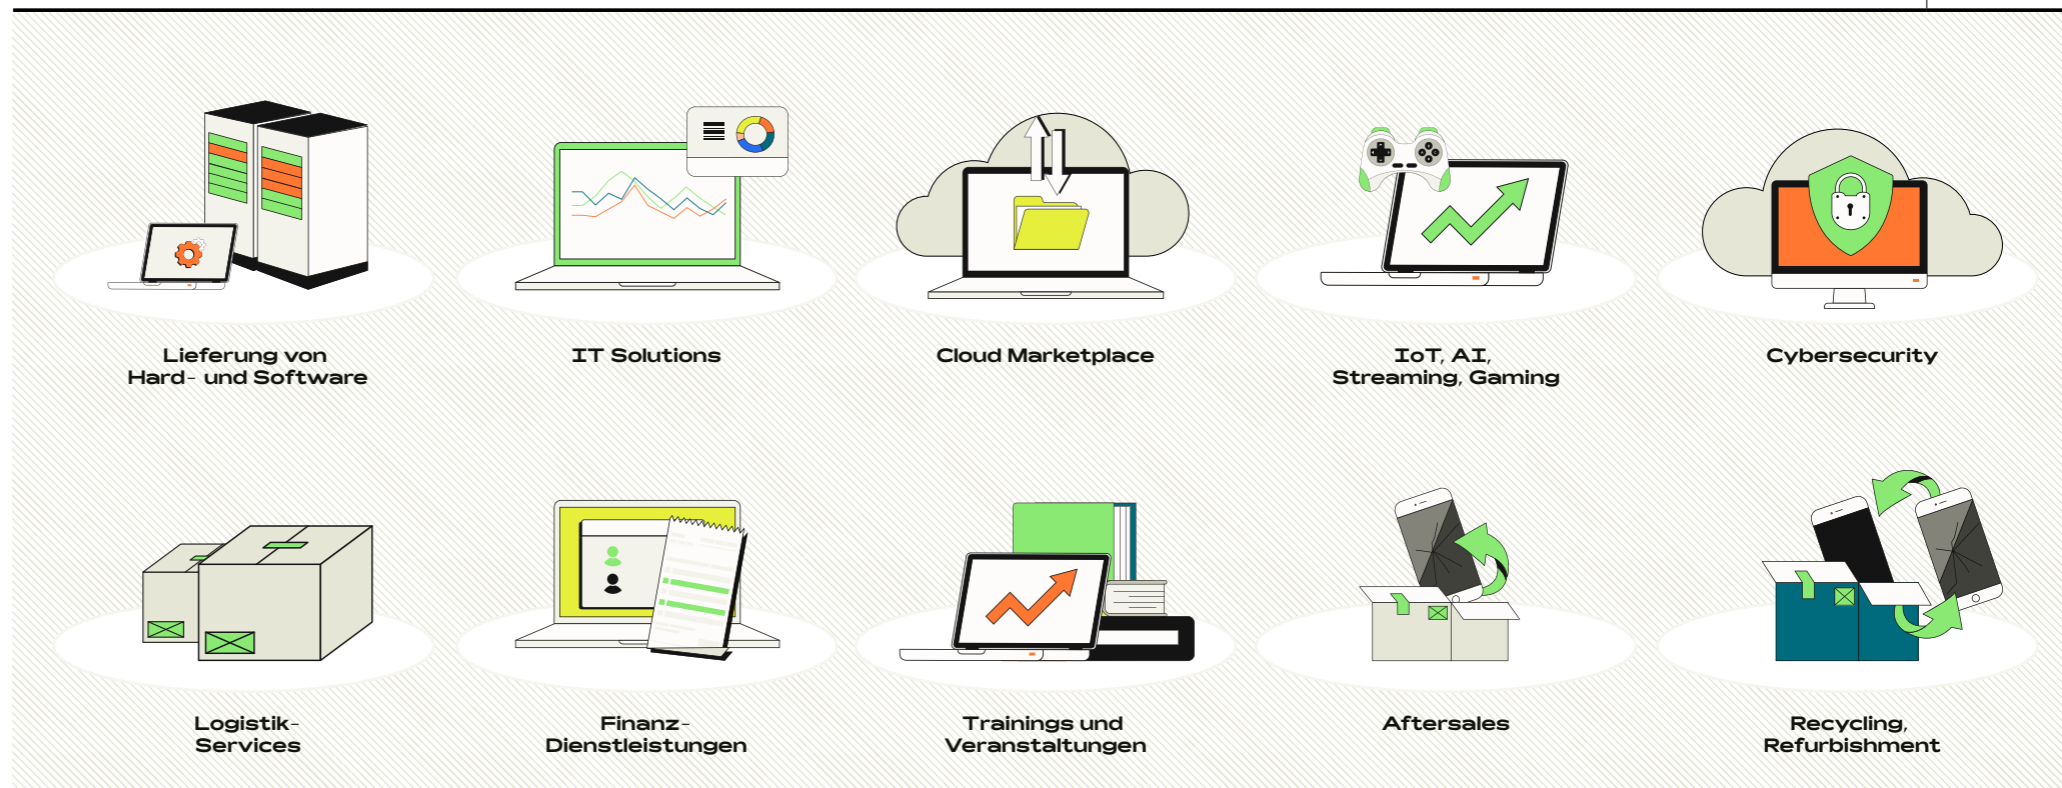 Lieferung von
Hard- und Software
IT Solutions
Cloud Marketplace
IoT, AI,
Streaming, Gaming
Cybersecurity
Logistik-
Services
Finanz-
Dienstleistungen
Trainings und
Veranstaltungen
Aftersales
Recycling,
Refurbishment